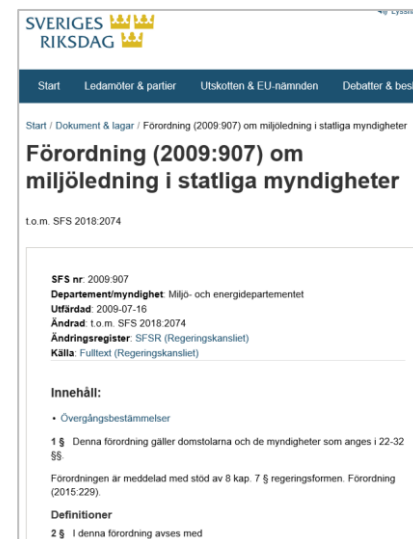 SVERIGES
RIKSDAG
Start Ledamöter & partier Utskotten & EU-nämnden Debatter & besl
Start / Dokument & lagar / Förordning (2009:907) om miljöledning i statliga myndigheter
Förordning (2009:907) om
miljöledning i statliga myndigheter
t.o.m. SFS 2018:2074
SFS nr: 2009:907
Departement/myndighet: Miljö- och energidepartementet
Utfärdad: 2009-07-16
Ändrad: t.o.m. SFS 2018:2074
Ändringsregister: SFSR (Regeringskansliet)
Källa: Fulltext (Regeringskansliet)
Innehåll:
• Övergångsbestämmelser
1 § Denna förordning gäller domstolarna och de myndigheter som anges i 22-32
§§.
Förordningen är meddelad med stöd av 8 kap. 7 § regeringsformen. Förordning
(2015:229).
Definitioner
2 § I denna förordning avses med